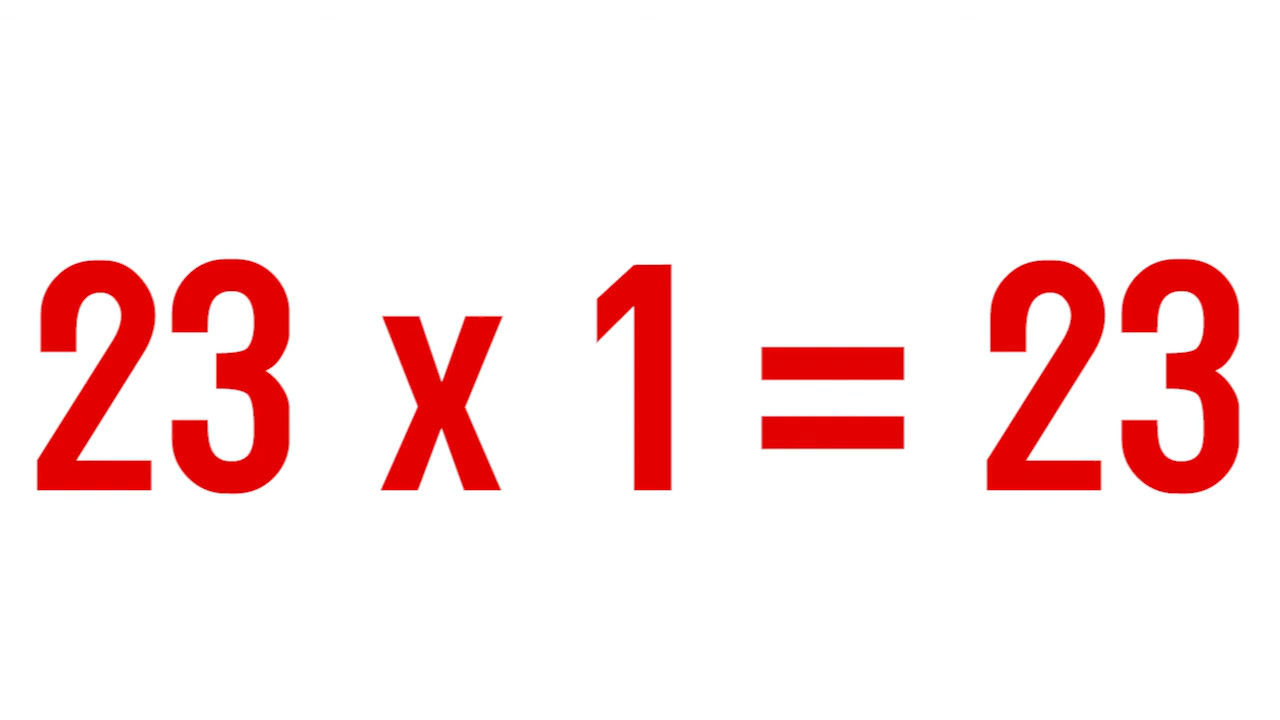 23 x 1 = 23